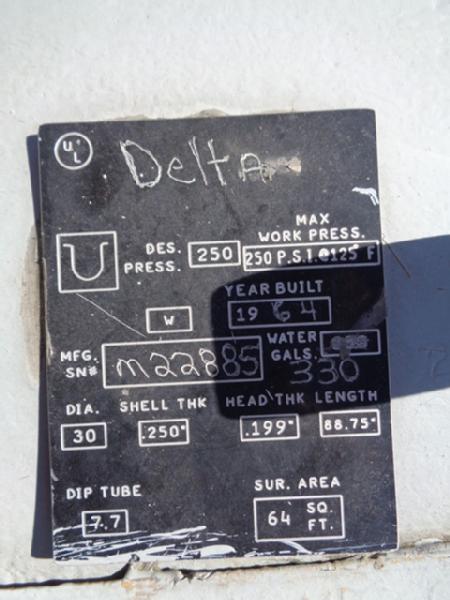 UL
Delta
U
DES. PRESS. 250
MAX WORK PRESS.
250 P.S.I.@125° F
YEAR BUILT
W
19 64
MFG. SN# M22885
WATER GALS.
330
DIA. SHELL THK HEAD THK LENGTH
30 .250" .199" 88.75"
DIP TUBE SUR. AREA
7.7 64 SQ. FT.